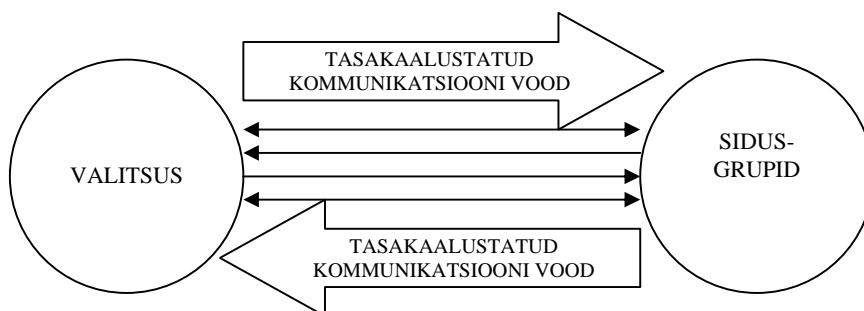 TASAKAALUSTATUD
KOMMUNIKATSIOONI VOOD
VALITSUS
SIDUS-
GRUPID
TASAKAALUSTATUD
KOMMUNIKATSIOONI VOOD